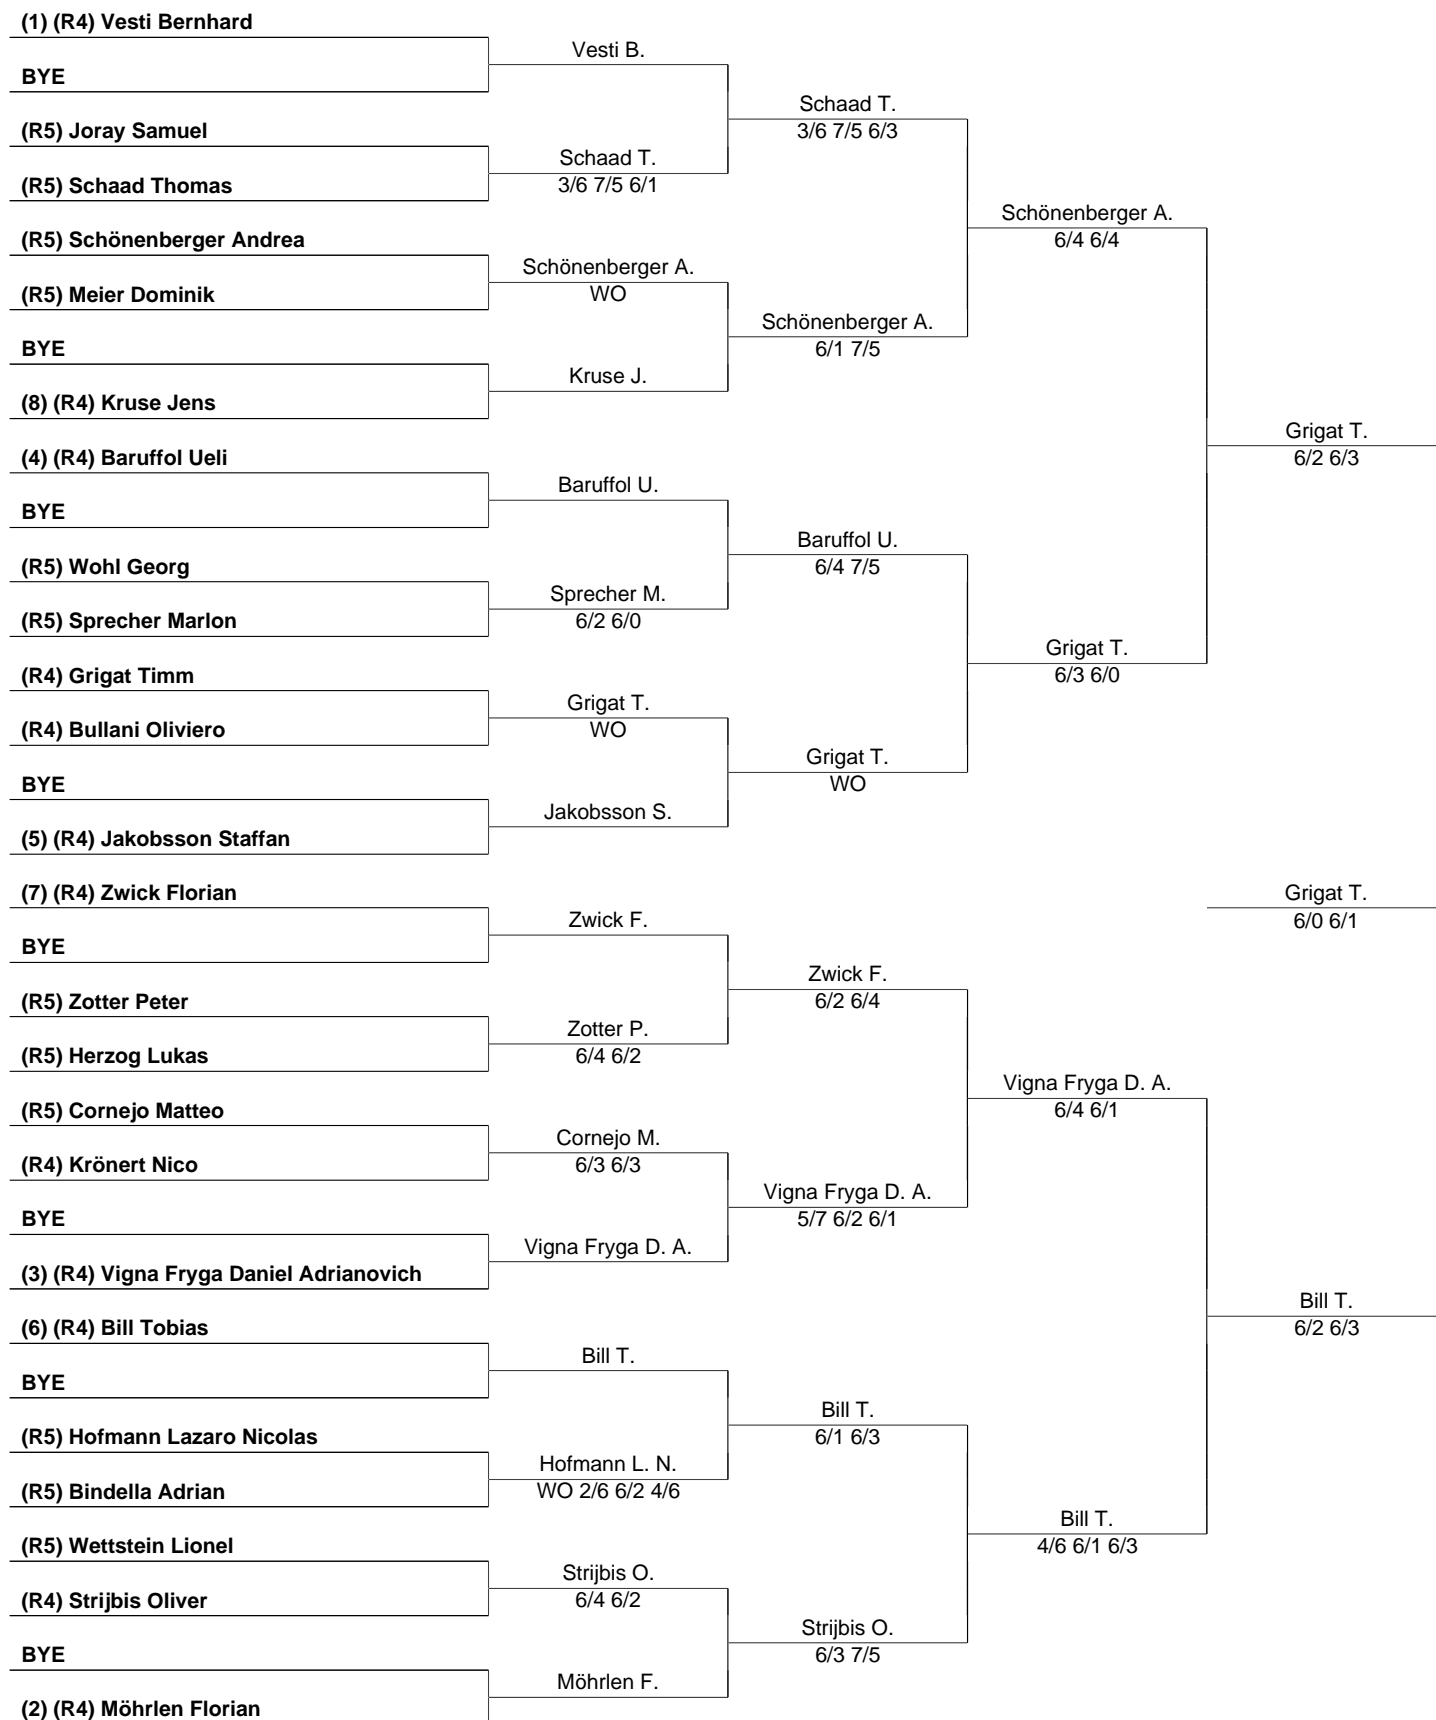 (1) (R4) Vesti Bernhard
Vesti B.
BYE
Schaad T.
(R5) Joray Samuel
3/6 7/5 6/3
Schaad T.
(R5) Schaad Thomas
3/6 7/5 6/1
Schönenberger A.
(R5) Schönenberger Andrea
6/4 6/4
Schönenberger A.
(R5) Meier Dominik
WO
Schönenberger A.
BYE
6/1 7/5
Kruse J.
(8) (R4) Kruse Jens
Grigat T.
(4) (R4) Baruffol Ueli
6/2 6/3
Baruffol U.
BYE
Baruffol U.
(R5) Wohl Georg
6/4 7/5
Sprecher M.
(R5) Sprecher Marlon
6/2 6/0
Grigat T.
(R4) Grigat Timm
6/3 6/0
Grigat T.
(R4) Bullani Oliviero
WO
Grigat T.
BYE
WO
Jakobsson S.
(5) (R4) Jakobsson Staffan
(7) (R4) Zwick Florian
Grigat T.
6/0 6/1
Zwick F.
BYE
Zwick F.
(R5) Zotter Peter
6/2 6/4
Zotter P.
(R5) Herzog Lukas
6/4 6/2
Vigna Fryga D. A.
(R5) Cornejo Matteo
6/4 6/1
Cornejo M.
(R4) Krönert Nico
6/3 6/3
Vigna Fryga D. A.
BYE
5/7 6/2 6/1
Vigna Fryga D. A.
(3) (R4) Vigna Fryga Daniel Adrianovich
Bill T.
(6) (R4) Bill Tobias
6/2 6/3
Bill T.
BYE
Bill T.
(R5) Hofmann Lazaro Nicolas
6/1 6/3
Hofmann L. N.
(R5) Bindella Adrian
WO 2/6 6/2 4/6
Bill T.
(R5) Wettstein Lionel
4/6 6/1 6/3
Strijbis O.
(R4) Strijbis Oliver
6/4 6/2
Strijbis O.
BYE
6/3 7/5
Möhrlen F.
(2) (R4) Möhrlen Florian